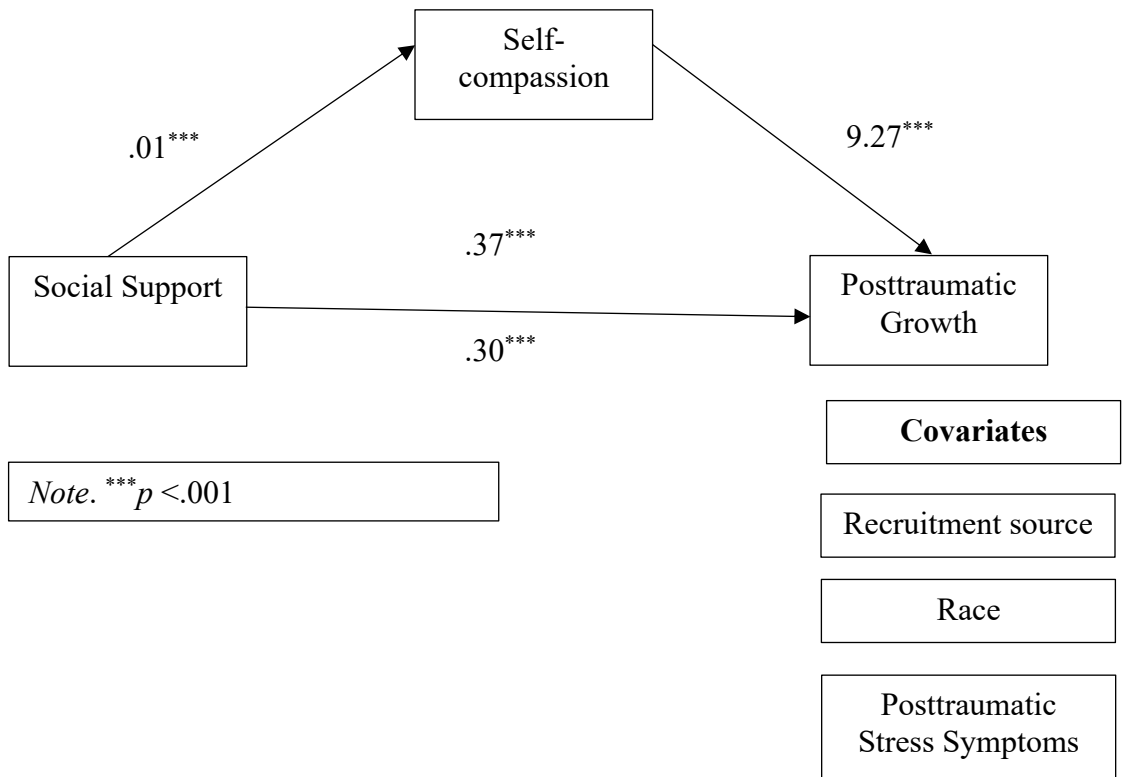 Self-
compassion
.01***
9.27***
.37***
Social Support
Posttraumatic
Growth
.30***
Covariates
Note. ***p <.001
Recruitment source
Race
Posttraumatic
Stress Symptoms